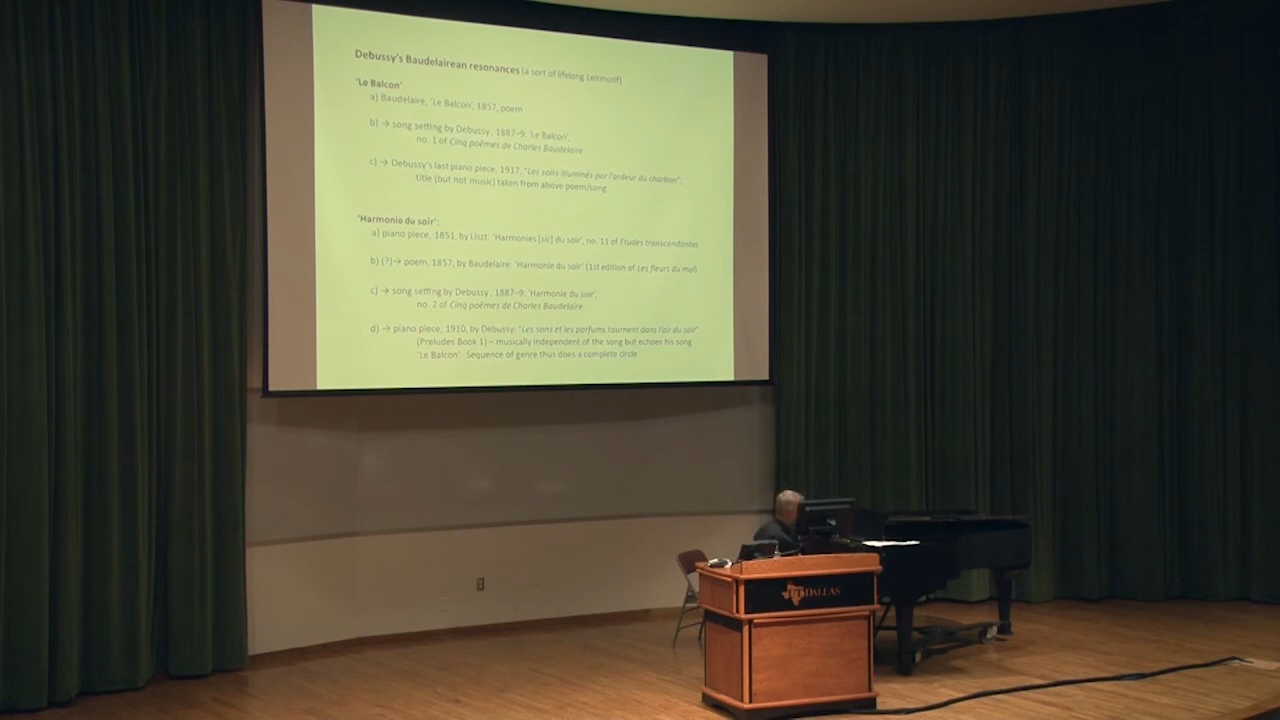 Debussy's Baudelairean resonances (a sort of lifelong Leitmotif)
'Le Balcon'
a) Baudelaire, 'Le Balcon', 1857, poem
b) → song setting by Debussy, 1887–9: 'Le Balcon',
no. 1 of Cinq poèmes de Charles Baudelaire
c) → Debussy's last piano piece, 1917, "Les soirs illuminés par l'ardeur du charbon",
title (but not music) taken from above poem/song
'Harmonie du soir':
a) piano piece, 1851, by Liszt: 'Harmonies [sic] du soir', no. 11 of Etudes transcendantes
b) (?)→ poem, 1857, by Baudelaire: 'Harmonie du soir' (1st edition of Les fleurs du mal)
c) → song setting by Debussy, 1887–9: 'Harmonie du soir',
no. 2 of Cinq poèmes de Charles Baudelaire
d) → piano piece, 1910, by Debussy: "Les sons et les parfums tournent dans l'air du soir"
(Preludes Book 1) – musically independent of the song but echoes his song
'Le Balcon'. Sequence of genre thus does a complete circle
UT DALLAS